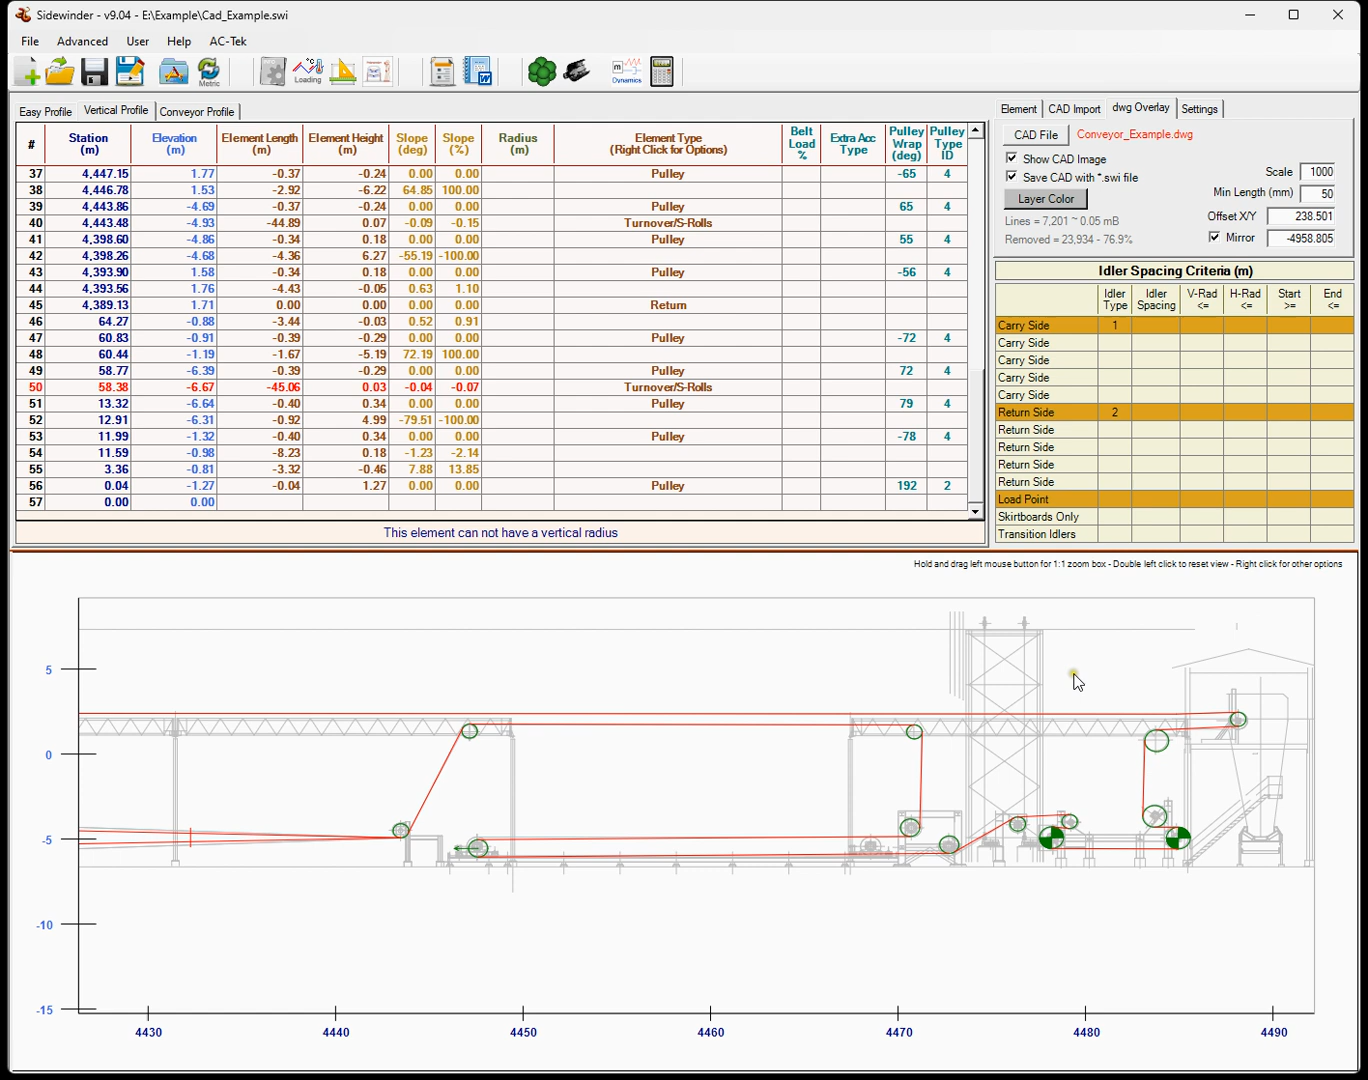 Sidewinder - v9.04 - E:\Example\Cad_Example.swi
File Advanced User Help AC-Tek
Metric °C Loading W m Dynamics
Easy Profile Vertical Profile Conveyor Profile
# Station (m) Elevation (m) Element Length (m) Element Height (m) Slope (deg) Slope (%) Radius (m) Element Type (Right Click for Options) Belt Load % Extra Acc Type Pulley Wrap (deg) Pulley Type ID
37 4,447.15 1.77 -0.37 -0.24 0.00 0.00 Pulley -65 4
38 4,446.78 1.53 -2.92 -6.22 64.85 100.00
39 4,443.86 -4.69 -0.37 -0.24 0.00 0.00 Pulley 65 4
40 4,443.48 -4.93 -44.89 0.07 -0.09 -0.15 Turnover/S-Rolls
41 4,398.60 -4.86 -0.34 0.18 0.00 0.00 Pulley 55 4
42 4,398.26 -4.68 -4.36 6.27 -55.19 -100.00
43 4,393.90 1.58 -0.34 0.18 0.00 0.00 Pulley -56 4
44 4,393.56 1.76 -4.43 -0.05 0.63 1.10
45 4,389.13 1.71 0.00 0.00 0.00 0.00 Return
46 64.27 -0.88 -3.44 -0.03 0.52 0.91
47 60.83 -0.91 -0.39 -0.29 0.00 0.00 Pulley -72 4
48 60.44 -1.19 -1.67 -5.19 72.19 100.00
49 58.77 -6.39 -0.39 -0.29 0.00 0.00 Pulley 72 4
50 58.38 -6.67 -45.06 0.03 -0.04 -0.07 Turnover/S-Rolls
51 13.32 -6.64 -0.40 0.34 0.00 0.00 Pulley 79 4
52 12.91 -6.31 -0.92 4.99 -79.51 -100.00
53 11.99 -1.32 -0.40 0.34 0.00 0.00 Pulley -78 4
54 11.59 -0.98 -8.23 0.18 -1.23 -2.14
55 3.36 -0.81 -3.32 -0.46 7.88 13.85
56 0.04 -1.27 -0.04 1.27 0.00 0.00 Pulley 192 2
57 0.00 0.00
This element can not have a vertical radius
Element CAD Import dwg Overlay Settings
CAD File Conveyor_Example.dwg
Show CAD Image
Save CAD with *.swi file
Layer Color
Lines = 7,201 ~ 0.05 mB
Removed = 23,934 - 76.9%
Scale 1000
Min Length (mm) 50
Offset X/Y 238.501
Mirror -4958.805
Idler Spacing Criteria (m)
Idler Type Idler Spacing V-Rad <= H-Rad <= Start >= End <=
Carry Side 1
Carry Side
Carry Side
Carry Side
Carry Side
Return Side 2
Return Side
Return Side
Return Side
Return Side
Load Point
Skirtboards Only
Transition Idlers
Hold and drag left mouse button for 1:1 zoom box - Double left click to reset view - Right click for other options
5
0
-5
-10
-15
4430 4440 4450 4460 4470 4480 4490